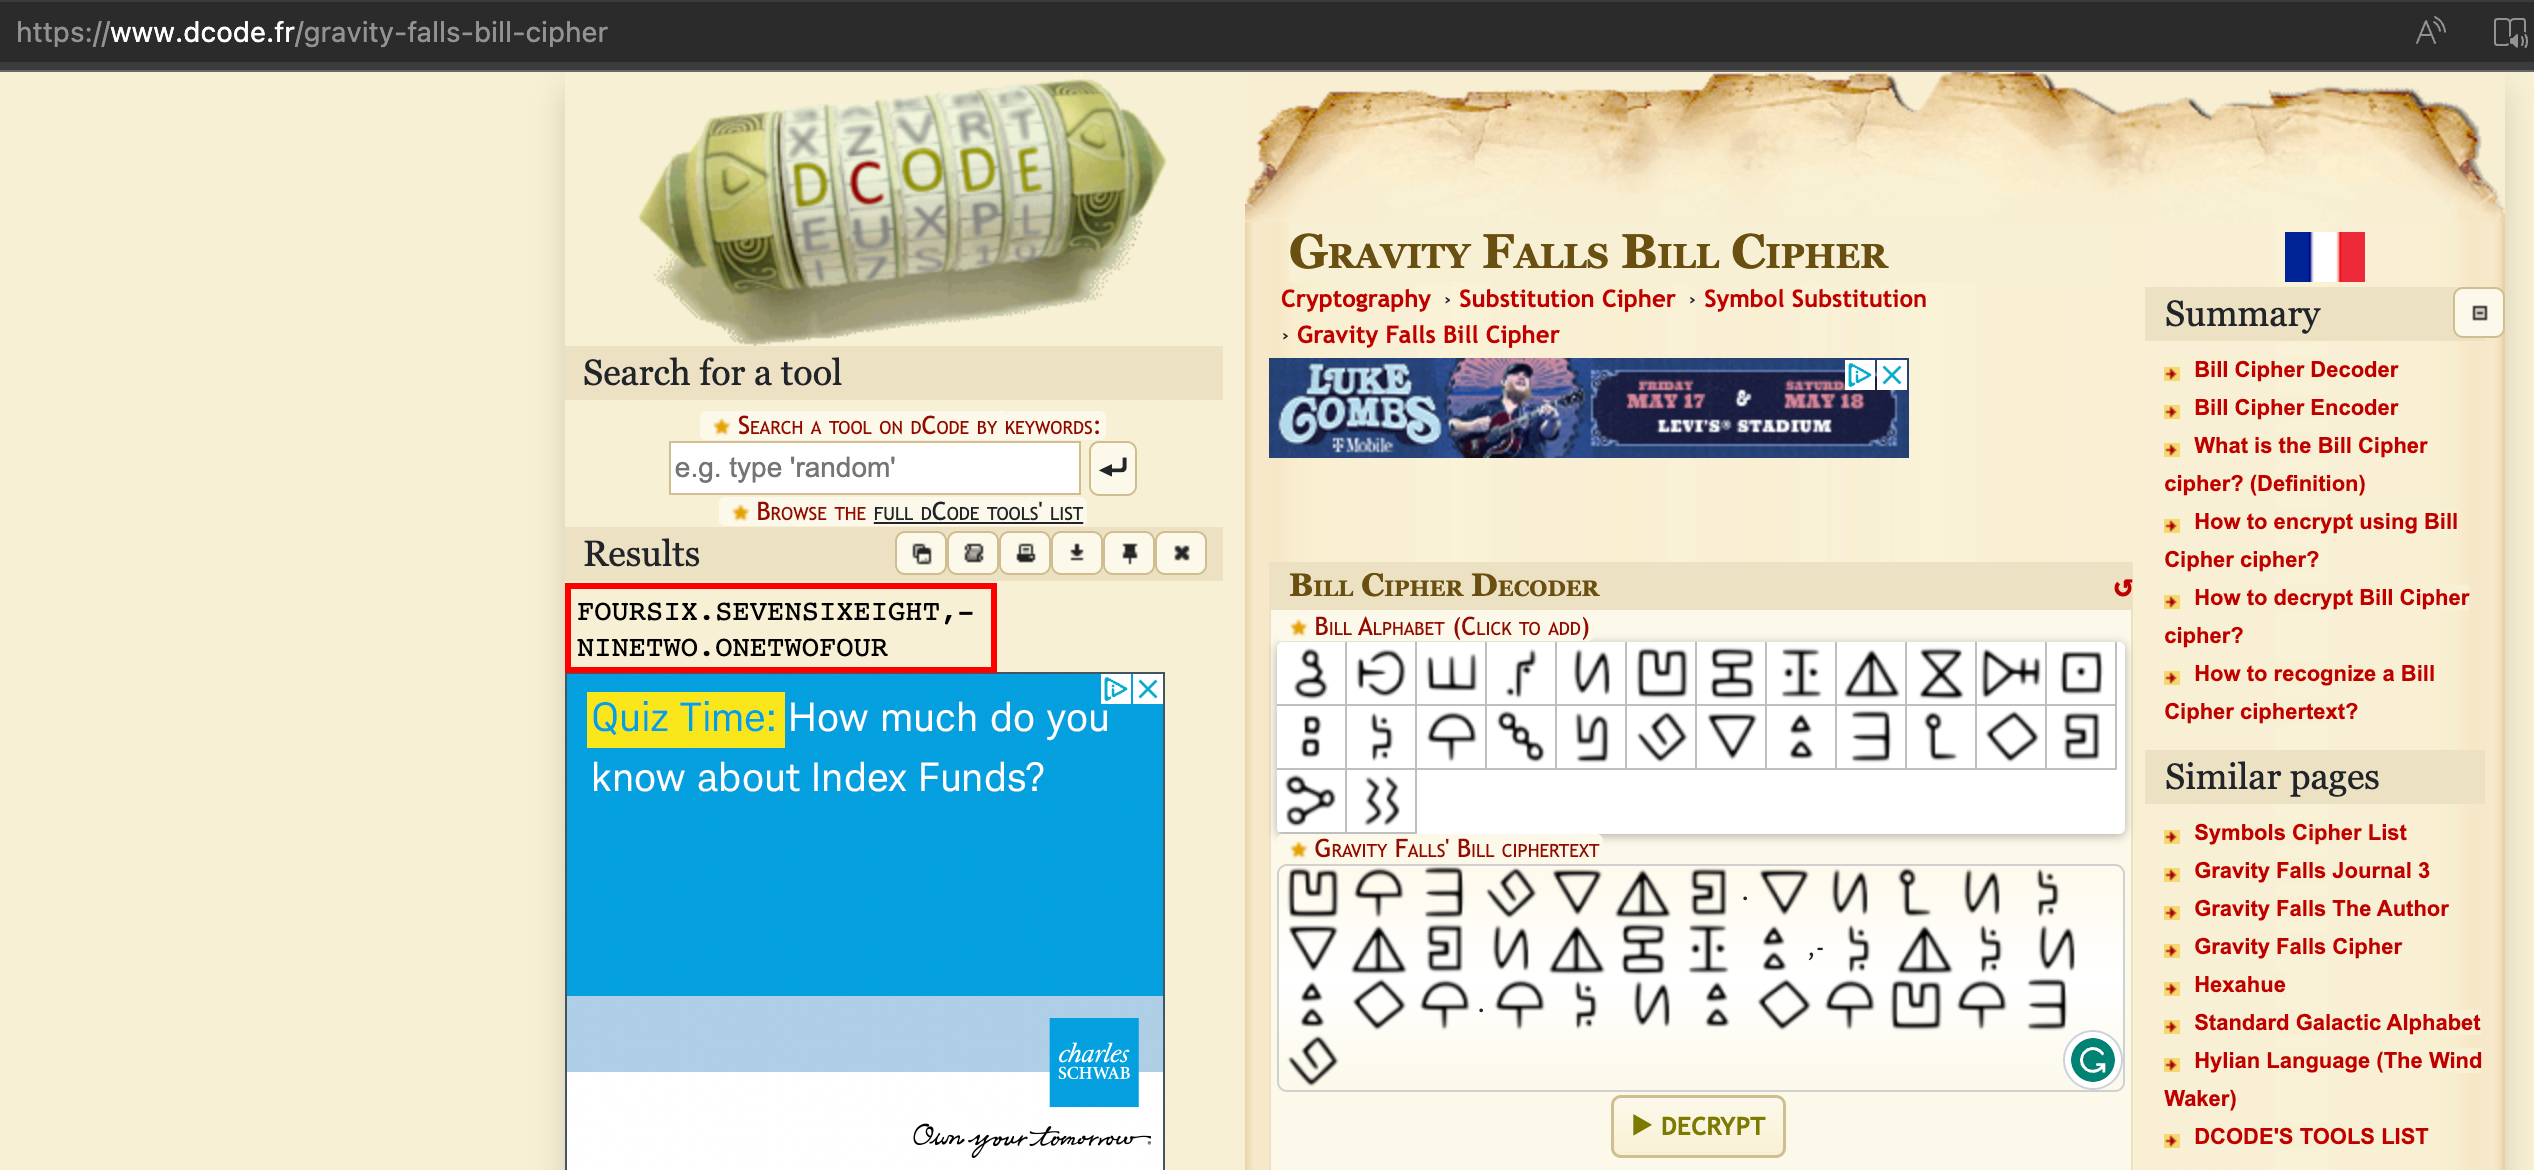 https://www.dcode.fr/gravity-falls-bill-cipher
X Z V R T
D C O D E
E U X P L
Search for a tool
Search a tool on dCode by keywords:
e.g. type 'random'
Browse the full dCode tools' list
Results
FOURSIX.SEVENSIXEIGHT,-
NINETWO.ONETWOFOUR
Quiz Time: How much do you
know about Index Funds?
charles
SCHWAB
Own your tomorrow.
Gravity Falls Bill Cipher
Cryptography › Substitution Cipher › Symbol Substitution
› Gravity Falls Bill Cipher
LUKE
COMBS
T Mobile
FRIDAY
MAY 17
&
SATURD
MAY 18
LEVI'S® STADIUM
Bill Cipher Decoder
Bill Alphabet (Click to add)
Gravity Falls' Bill ciphertext
DECRYPT
Summary
Bill Cipher Decoder
Bill Cipher Encoder
What is the Bill Cipher
cipher? (Definition)
How to encrypt using Bill
Cipher cipher?
How to decrypt Bill Cipher
cipher?
How to recognize a Bill
Cipher ciphertext?
Similar pages
Symbols Cipher List
Gravity Falls Journal 3
Gravity Falls The Author
Gravity Falls Cipher
Hexahue
Standard Galactic Alphabet
Hylian Language (The Wind
Waker)
DCODE'S TOOLS LIST